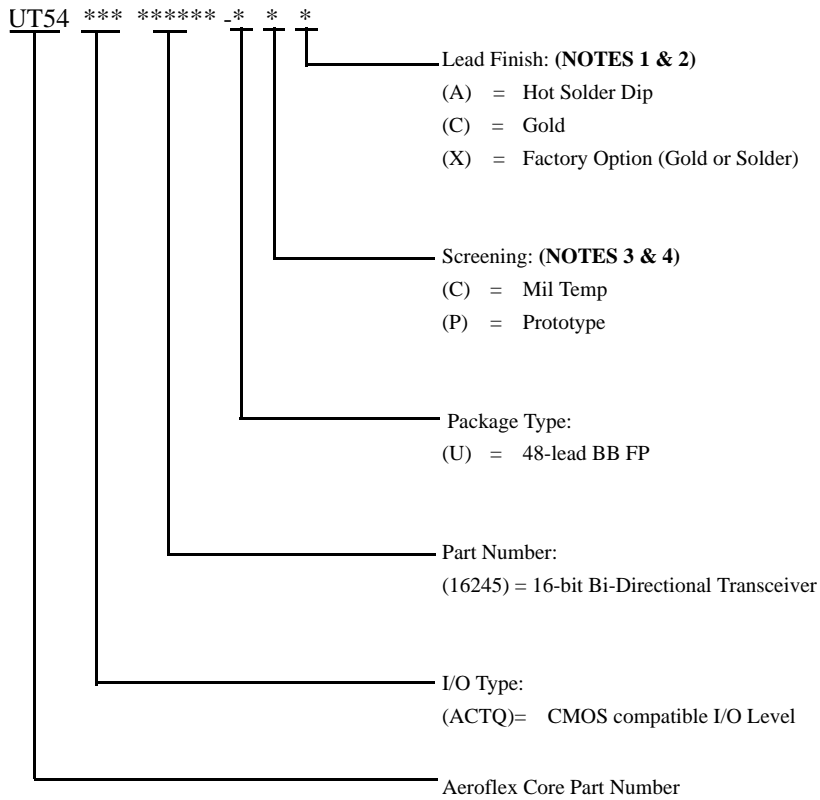 UT54 *** ****** -* * *
Lead Finish: (NOTES 1 & 2)
(A) = Hot Solder Dip
(C) = Gold
(X) = Factory Option (Gold or Solder)
Screening: (NOTES 3 & 4)
(C) = Mil Temp
(P) = Prototype
Package Type:
(U) = 48-lead BB FP
Part Number:
(16245) = 16-bit Bi-Directional Transceiver
I/O Type:
(ACTQ)= CMOS compatible I/O Level
Aeroflex Core Part Number